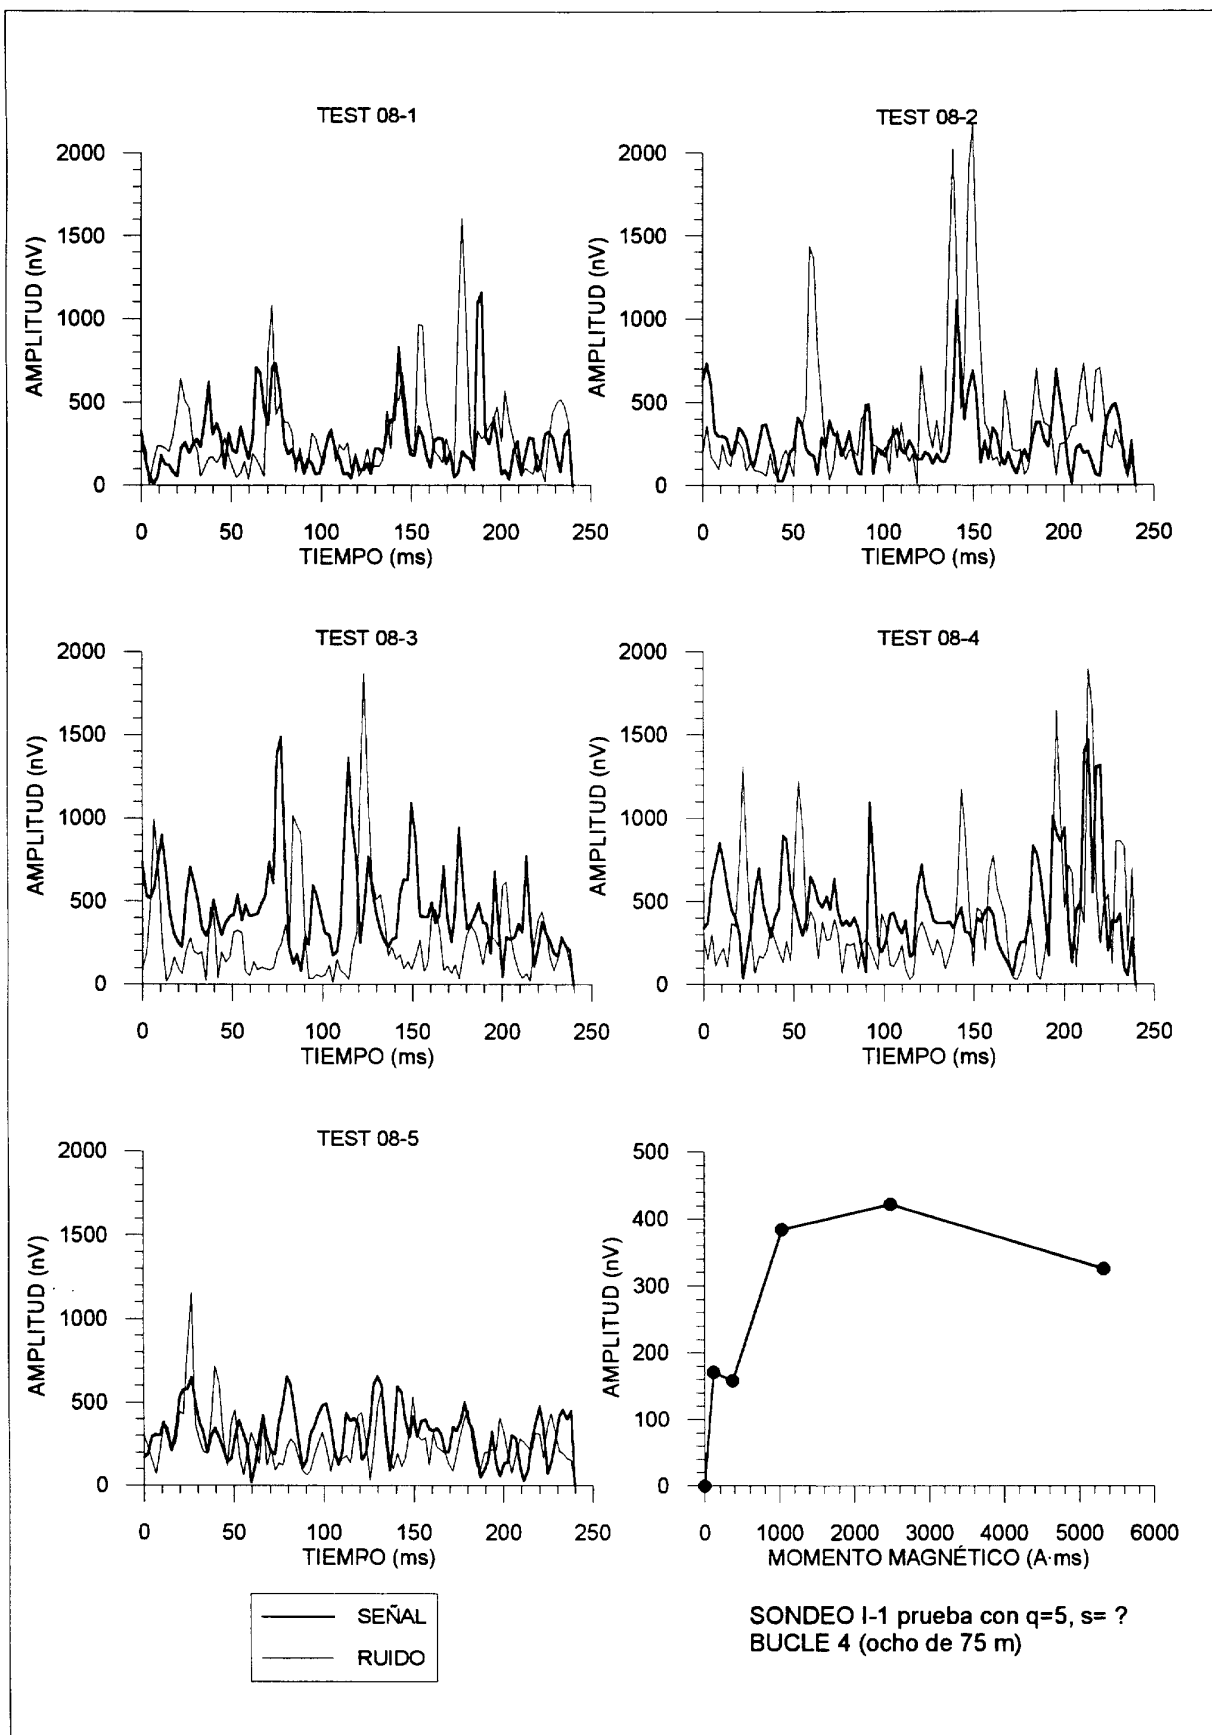 TEST 08-1
2000
1500
1000
500
0
AMPLITUD (nV)
0 50 100 150 200 250
TIEMPO (ms)
TEST 08-2
2000
1500
1000
500
0
AMPLITUD (nV)
0 50 100 150 200 250
TIEMPO (ms)
TEST 08-3
2000
1500
1000
500
0
AMPLITUD (nV)
0 50 100 150 200 250
TIEMPO (ms)
TEST 08-4
2000
1500
1000
500
0
AMPLITUD (nV)
0 50 100 150 200 250
TIEMPO (ms)
TEST 08-5
2000
1500
1000
500
0
AMPLITUD (nV)
0 50 100 150 200 250
TIEMPO (ms)
500
400
300
200
100
0
AMPLITUD (nV)
0 1000 2000 3000 4000 5000 6000
MOMENTO MAGNÉTICO (A·ms)
SEÑAL
RUIDO
SONDEO I-1 prueba con q=5, s= ?
BUCLE 4 (ocho de 75 m)